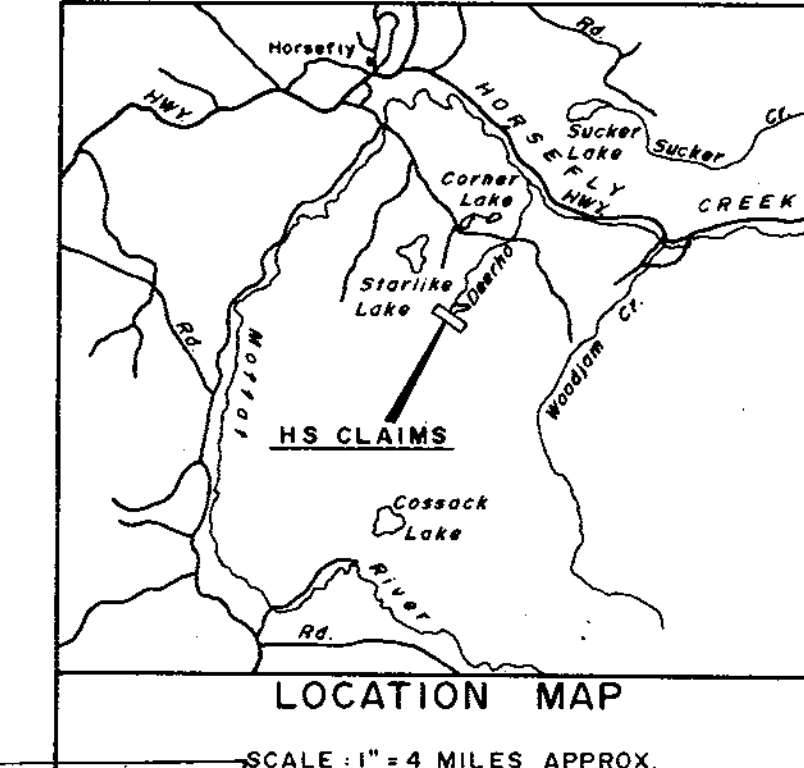 Rd.
Horsefly
HWY.
HORSEFLY
Sucker
Lake
Sucker
Cr.
Corner
Lake
HWY.
CREEK
Starlike
Lake
Deerho
Rd.
Moffat
Cr.
Woodjam
HS CLAIMS
Cossack
Lake
River
Rd.
LOCATION MAP
SCALE : 1" = 4 MILES APPROX.